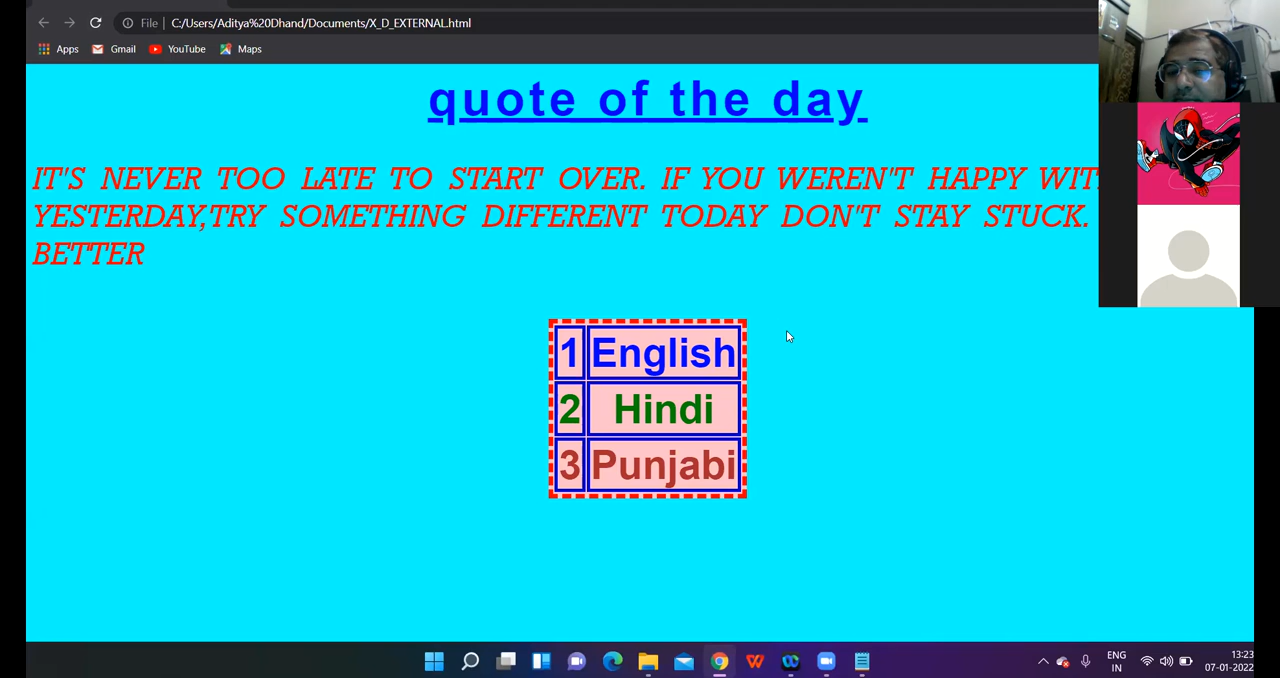 File
C:/Users/Aditya%20Dhand/Documents/X_D_EXTERNAL.html
Apps Gmail YouTube Maps
quote of the day
IT'S NEVER TOO LATE TO START OVER. IF YOU WEREN'T HAPPY
YESTERDAY,TRY SOMETHING DIFFERENT TODAY DON'T STAY STUCK.
BETTER
1 English
2 Hindi
3 Punjabi
ENG 13:23
IN 07-01-2022